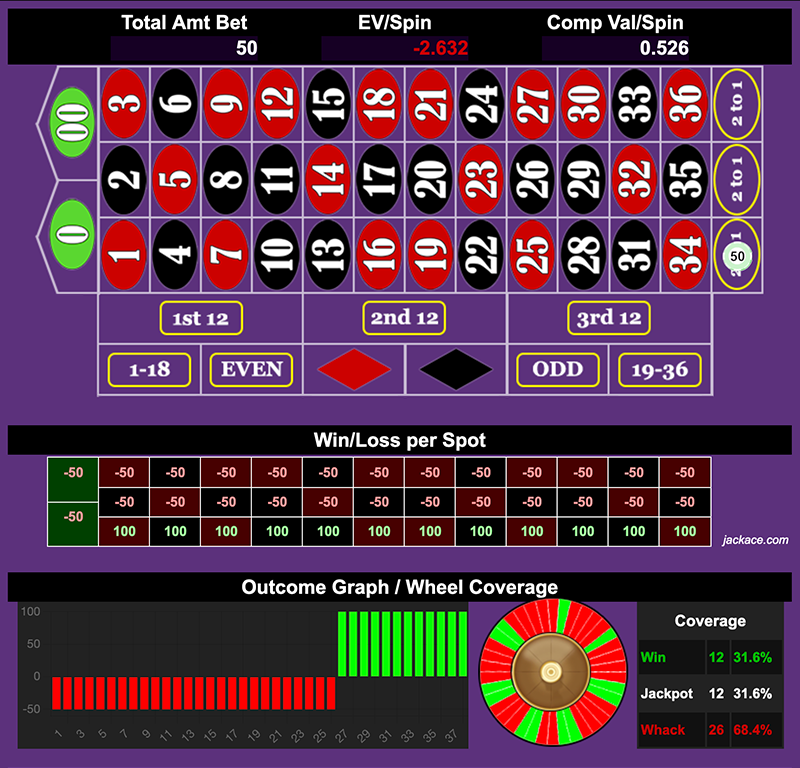 Total Amt Bet EV/Spin Comp Val/Spin
50 -2.632 0.526
00 3 6 9 12 15 18 21 24 27 30 33 36 2 to 1
2 5 8 11 14 17 20 23 26 29 32 35 2 to 1
0 1 4 7 10 13 16 19 22 25 28 31 34 50
1st 12 2nd 12 3rd 12
1-18 EVEN ODD 19-36
Win/Loss per Spot
-50 -50 -50 -50 -50 -50 -50 -50 -50 -50 -50 -50 -50
-50 -50 -50 -50 -50 -50 -50 -50 -50 -50 -50 -50 -50
100 100 100 100 100 100 100 100 100 100 100 100
jackace.com
Outcome Graph / Wheel Coverage
100
50
0
-50
1 3 5 7 9 11 13 15 17 19 21 23 25 27 29 31 33 35 37
Coverage
Win 12 31.6%
Jackpot 12 31.6%
Whack 26 68.4%